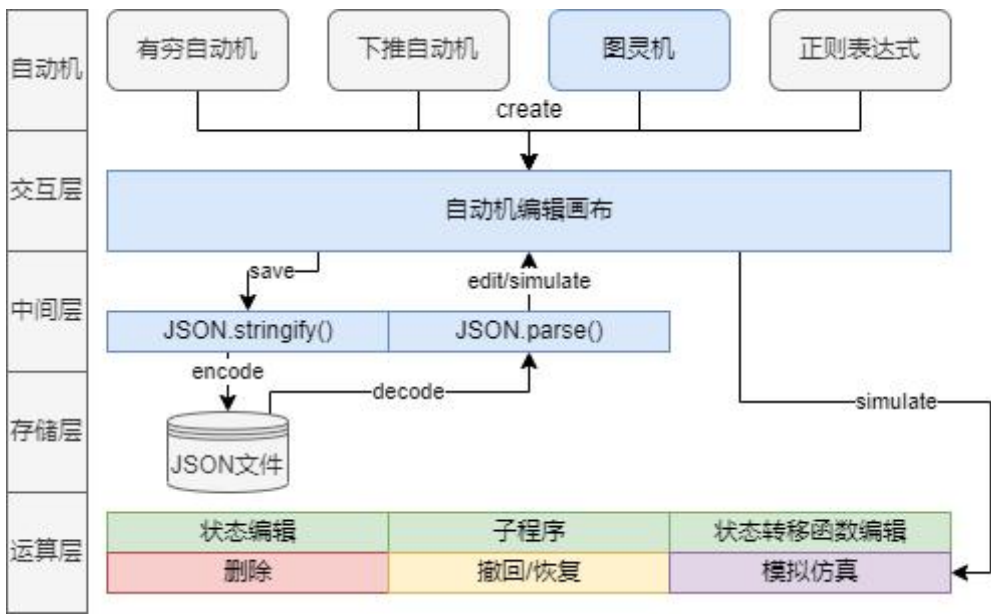 自动机
有穷自动机
下推自动机
图灵机
正则表达式
create
交互层
自动机编辑画布
save
edit/simulate
中间层
JSON.stringify()
JSON.parse()
encode
decode
simulate
存储层
JSON文件
运算层
状态编辑
子程序
状态转移函数编辑
删除
撤回/恢复
模拟仿真